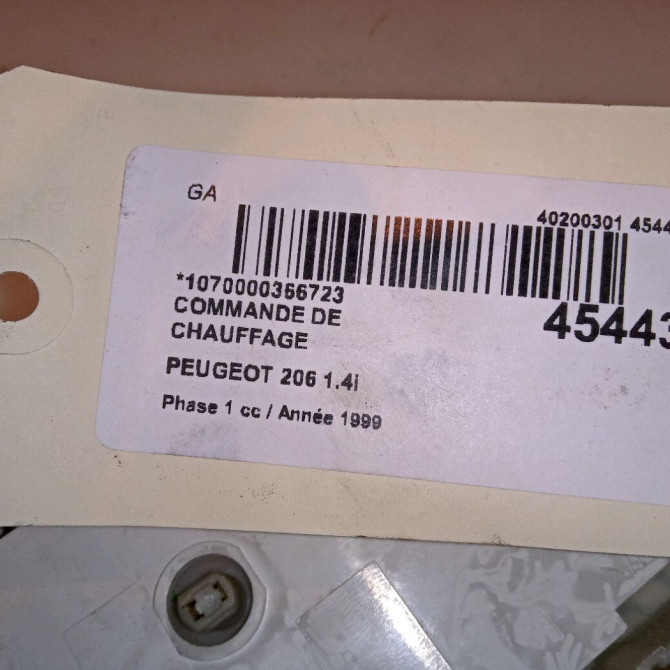 GA
40200301 4544
*1070000366723
COMMANDE DE
CHAUFFAGE
45443
PEUGEOT 206 1.4i
Phase 1 cc / Année 1999